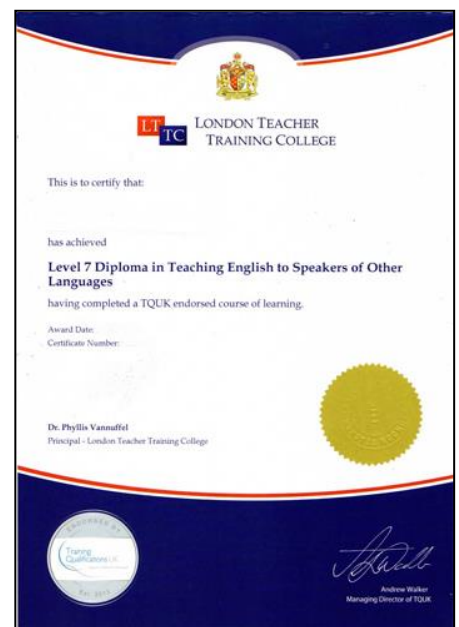 LT
TC
LONDON TEACHER
TRAINING COLLEGE
This is to certify that:
has achieved
Level 7 Diploma in Teaching English to Speakers of Other
Languages
having completed a TQUK endorsed course of learning.
Award Date:
Certificate Number:
Dr. Phyllis Vannuffel
Principal - London Teacher Training College
ENDORSED BY
Training
Qualifications UK
Andrew Walker
Managing Director of TQUK